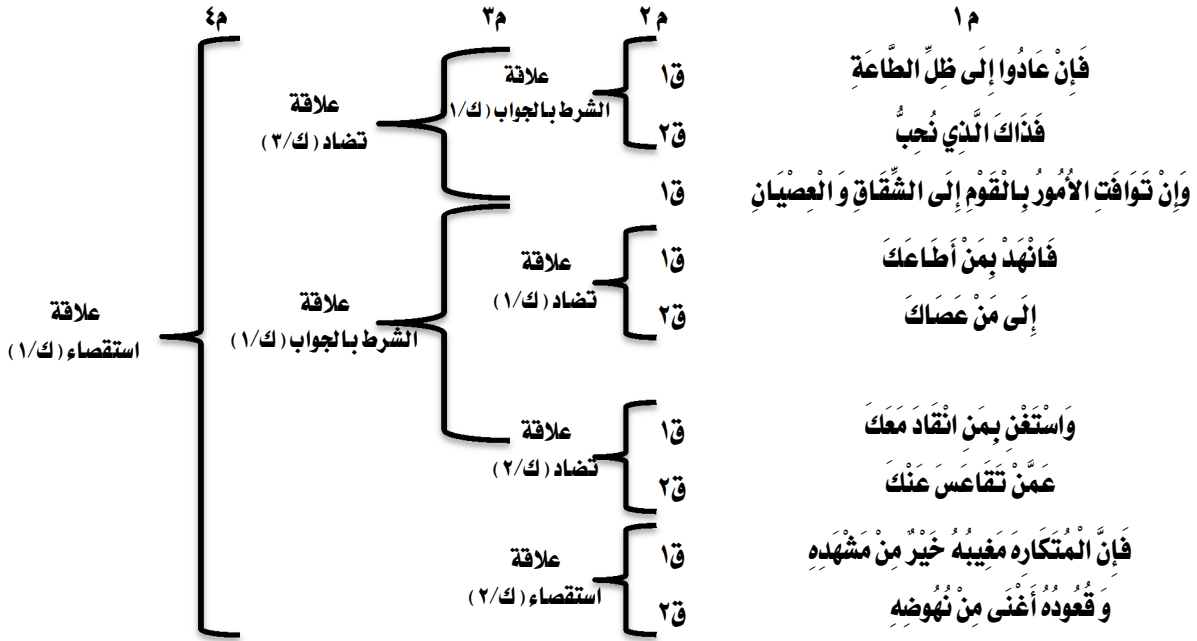 م١ م٢ م٣ م٤
فَإِنْ عَادُوا إِلَى ظِلِّ الطَّاعَةِ ق١
علاقة
الشرط بالجواب (ك/١
فَذَاكَ الَّذِي نُحِبُّ ق٢
علاقة
تضاد (ك/٣)
وَإِنْ تَوَافَتِ الأُمُورُ بِالْقَوْمِ إِلَى الشِّقَاقِ وَ الْعِصْيَانِ ق١
فَانْهَدْ بِمَنْ أَطَاعَكَ ق١
علاقة
تضاد (ك/١)
إِلَى مَنْ عَصَاكَ ق٢
علاقة
الشرط بالجواب (ك/١)
علاقة
استقصاء (ك/١)
وَاسْتَغْنِ بِمَنِ انْقَادَ مَعَكَ ق١
علاقة
تضاد (ك/٢)
عَمَّنْ تَقَاعَسَ عَنْكَ ق٢
فَإِنَّ الْمُتَكَارِهَ مَغِيبُهُ خَيْرٌ مِنْ مَشْهَدِهِ ق١
علاقة
استقصاء (ك/٢)
وَ قُعُودُهُ أَغْنَى مِنْ نُهُوضِهِ ق٢